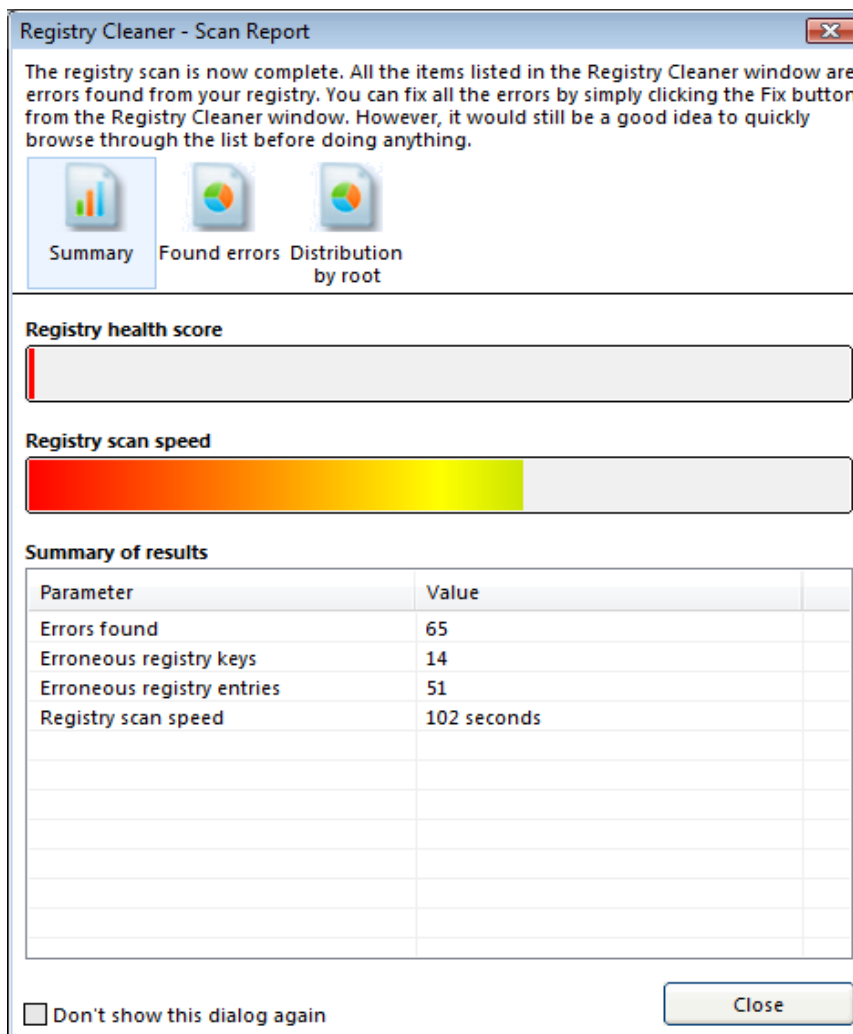 Registry Cleaner - Scan Report
The registry scan is now complete. All the items listed in the Registry Cleaner window are
errors found from your registry. You can fix all the errors by simply clicking the Fix button
from the Registry Cleaner window. However, it would still be a good idea to quickly
browse through the list before doing anything.
Summary Found errors Distribution
by root
Registry health score
Registry scan speed
Summary of results
Parameter Value
Errors found 65
Erroneous registry keys 14
Erroneous registry entries 51
Registry scan speed 102 seconds
Don't show this dialog again Close